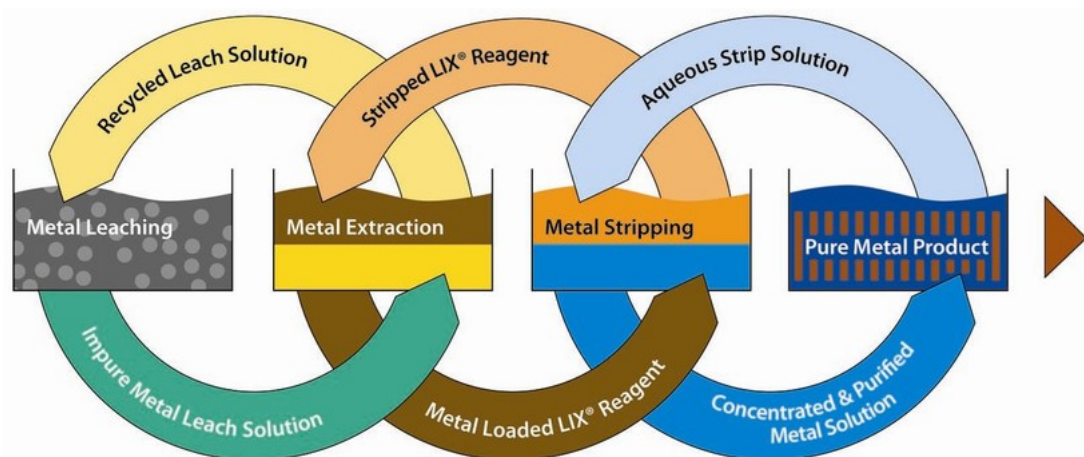 Recycled Leach Solution
Stripped LIX® Reagent
Aqueous Strip Solution
Metal Leaching
Metal Extraction
Metal Stripping
Pure Metal Product
Impure Metal Leach Solution
Metal Loaded LIX® Reagent
Concentrated & Purified
Metal Solution